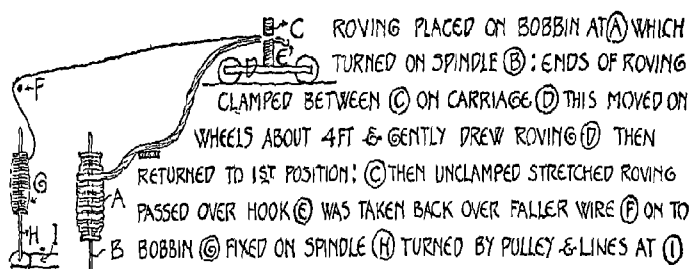 C ROVING PLACED ON BOBBIN AT (A) WHICH
E TURNED ON SPINDLE (B): ENDS OF ROVING
D
F CLAMPED BETWEEN (C) ON CARRIAGE (D) THIS MOVED ON
WHEELS ABOUT 4FT & GENTLY DREW ROVING (D) THEN
G A RETURNED TO 1ST POSITION: (C) THEN UNCLAMPED STRETCHED ROVING
PASSED OVER HOOK (E) WAS TAKEN BACK OVER FALLER WIRE (F) ON TO
H I B BOBBIN (G) FIXED ON SPINDLE (H) TURNED BY PULLEY & LINES AT (I)